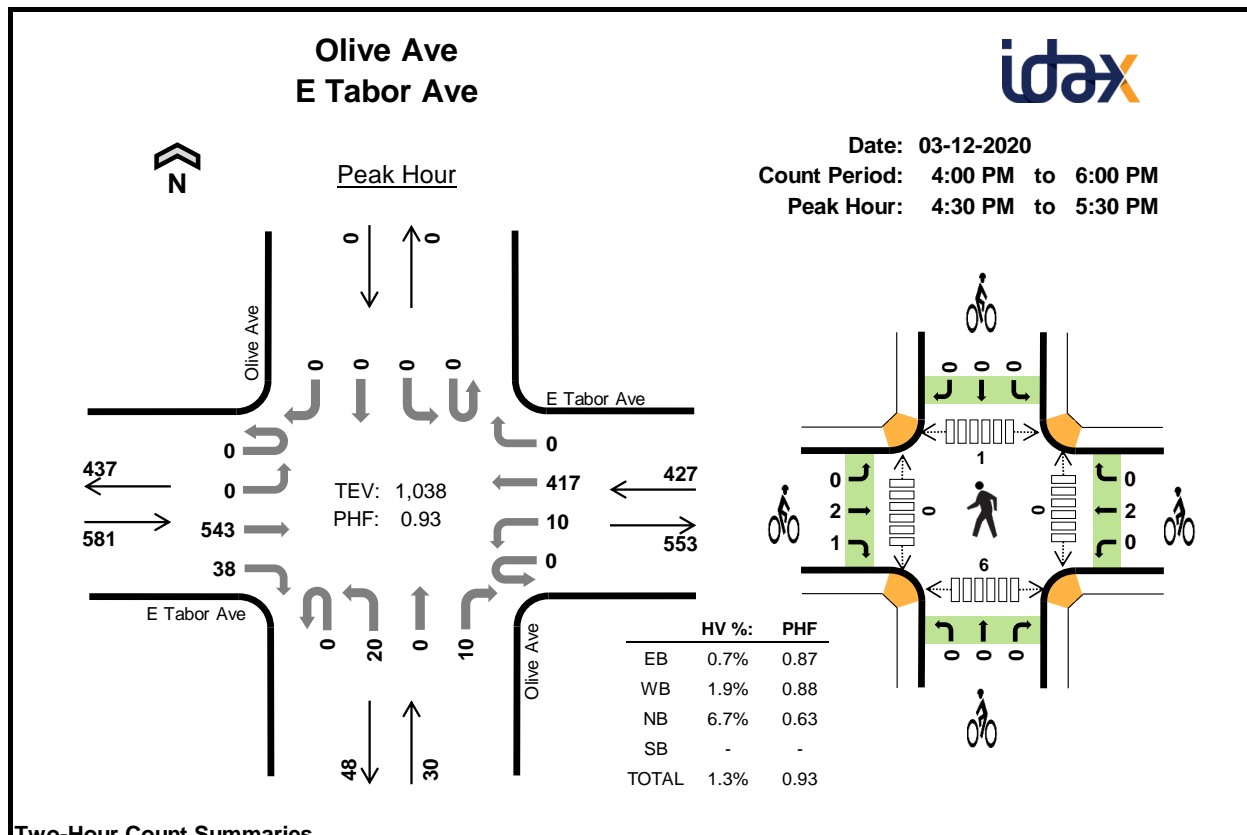 Olive Ave
E Tabor Ave
idax
Date: 03-12-2020
Count Period: 4:00 PM to 6:00 PM
Peak Hour: 4:30 PM to 5:30 PM
N
Peak Hour
0 0
Olive Ave
0 0 0 0
E Tabor Ave
0
0
543
38
437
581
TEV: 1,038
PHF: 0.93
0
417
10
0
427
553
E Tabor Ave
0 20 0 10
Olive Ave
48 30
HV %: PHF
EB 0.7% 0.87
WB 1.9% 0.88
NB 6.7% 0.63
SB - -
TOTAL 1.3% 0.93
0 0 0
1
0
2
1
0
0
0
2
0
6
0 0 0
Two-Hour Count Summaries